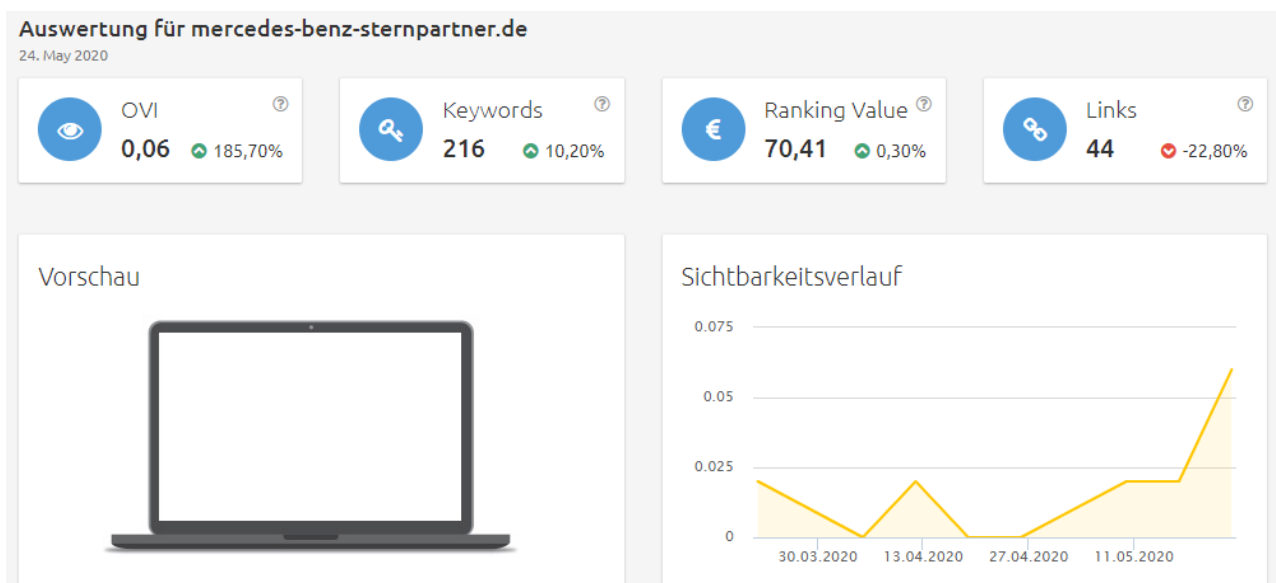 Auswertung für mercedes-benz-sternpartner.de
24. May 2020
OVI
0,06 185,70%
Keywords
216 10,20%
Ranking Value
€
70,41 0,30%
Links
44 -22,80%
Vorschau
Sichtbarkeitsverlauf
0.075
0.05
0.025
0
30.03.2020 13.04.2020 27.04.2020 11.05.2020